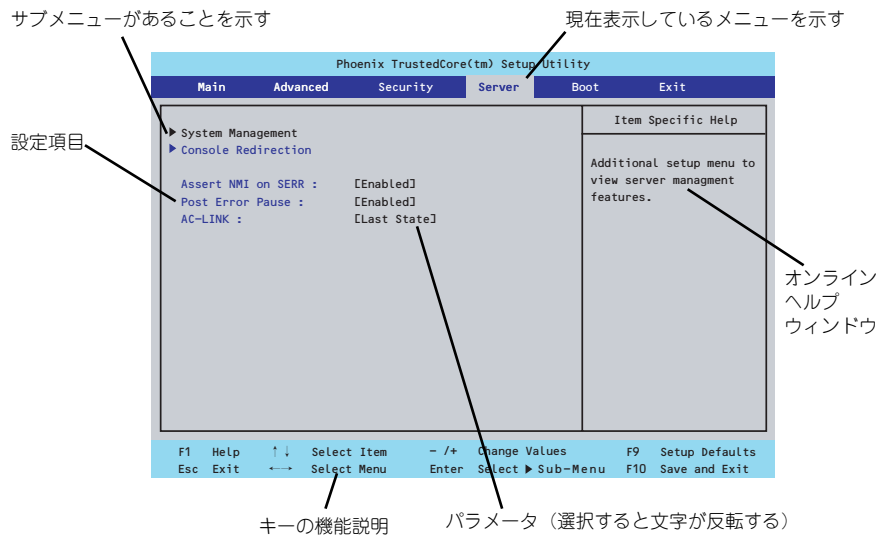 サブメニューがあることを示す
現在表示しているメニューを示す
Phoenix TrustedCore(tm) Setup Utility
Main Advanced Security Server Boot Exit
設定項目
▶ System Management
▶ Console Redirection
Assert NMI on SERR : [Enabled]
Post Error Pause : [Enabled]
AC-LINK : [Last State]
Item Specific Help
Additional setup menu to
view server managment
features.
オンライン
ヘルプ
ウィンドウ
F1 Help ↑↓ Select Item - /+ Change Values F9 Setup Defaults
Esc Exit ←→ Select Menu Enter Select ▶ Sub-Menu F10 Save and Exit
キーの機能説明
パラメータ（選択すると文字が反転する）